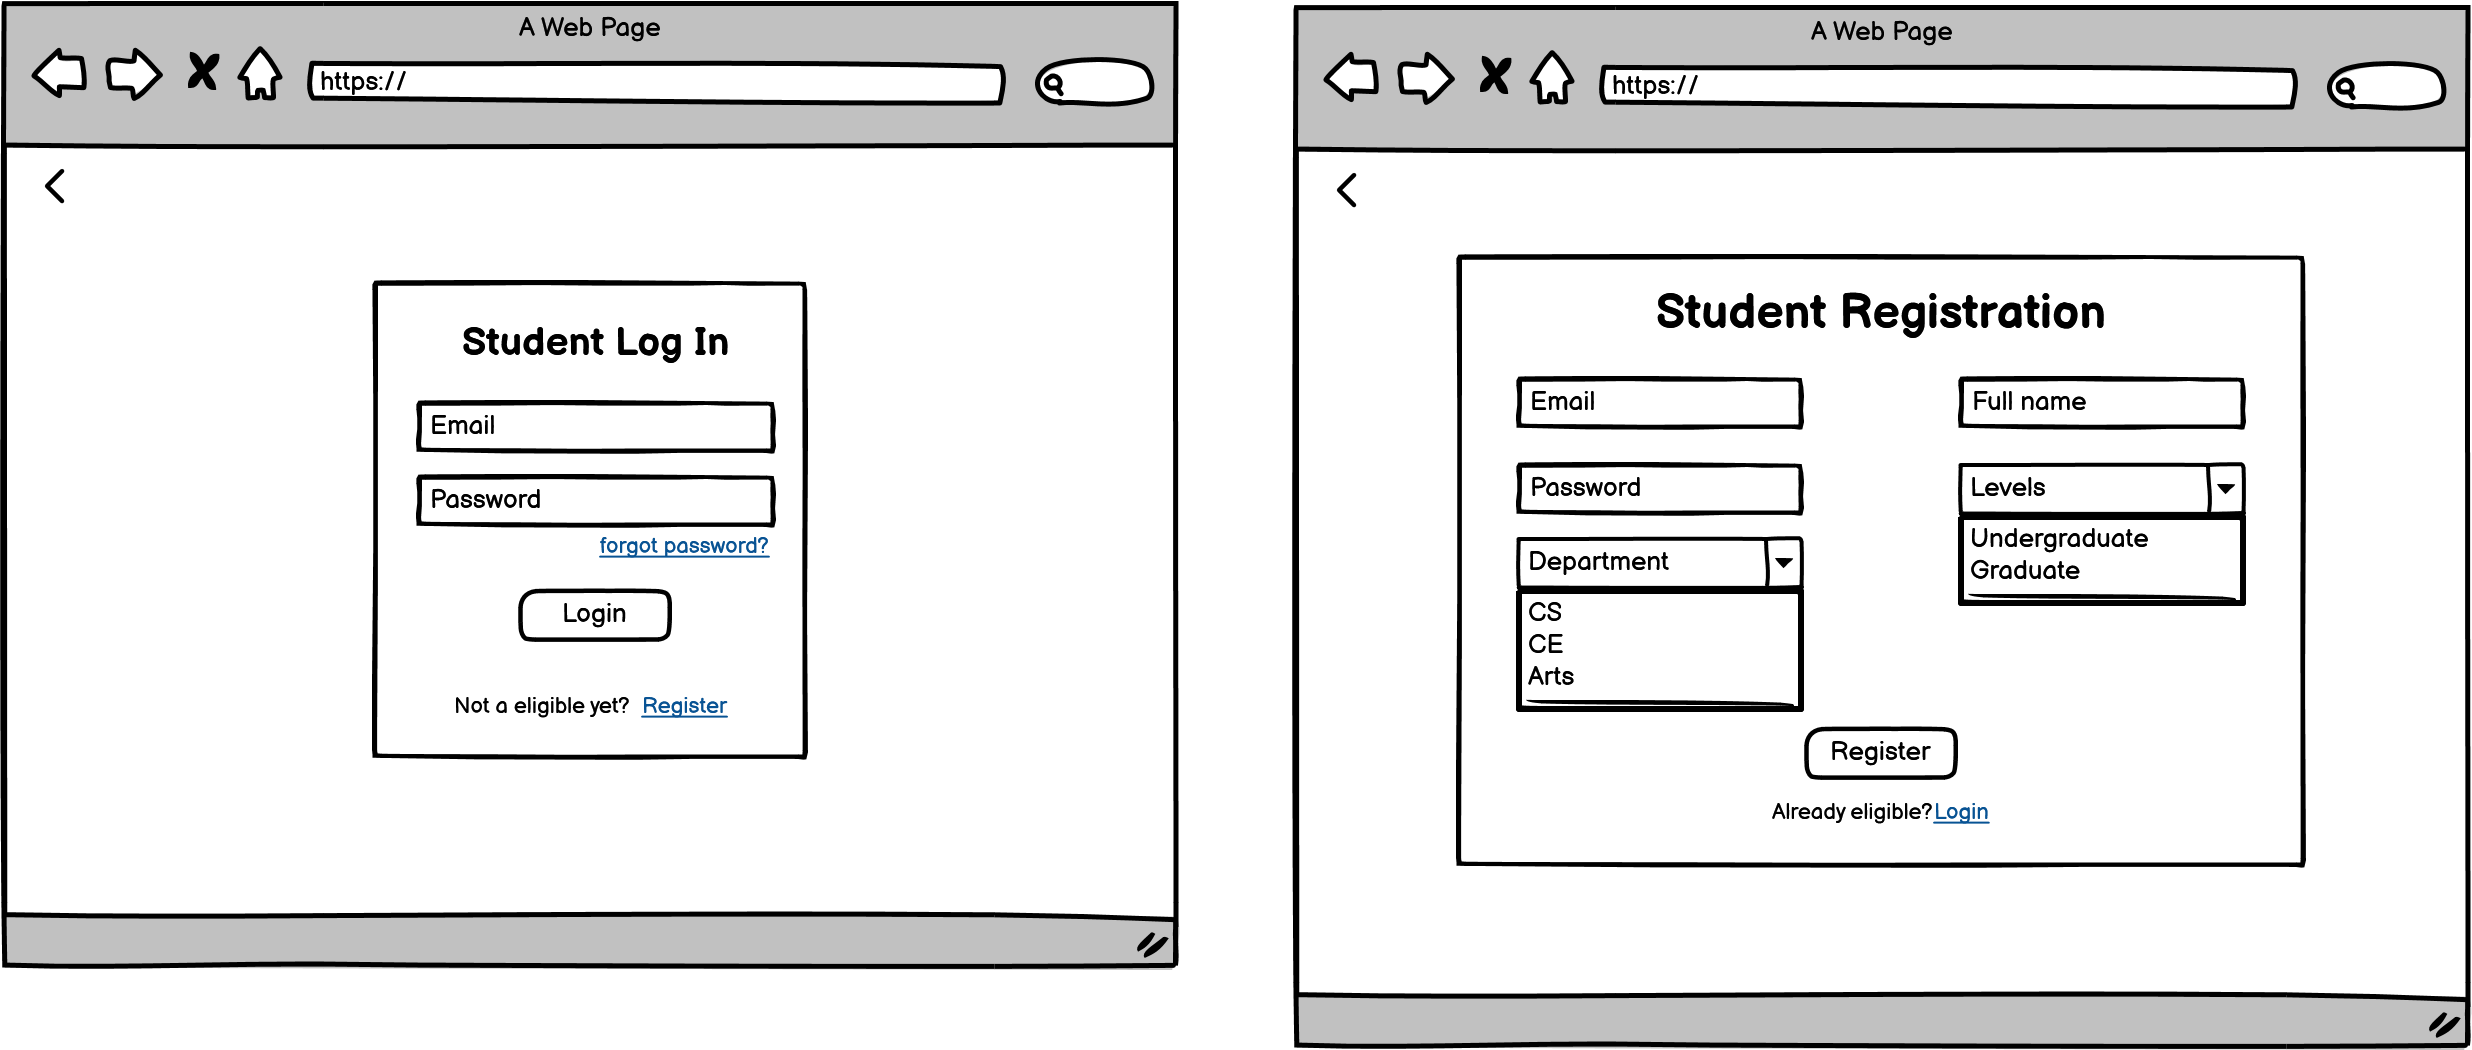 A Web Page
https://
Student Log In
Email
Password
forgot password?
Login
Not a eligible yet? Register
A Web Page
https://
Student Registration
Email
Full name
Password
Levels
Undergraduate
Graduate
Department
CS
CE
Arts
Register
Already eligible? Login